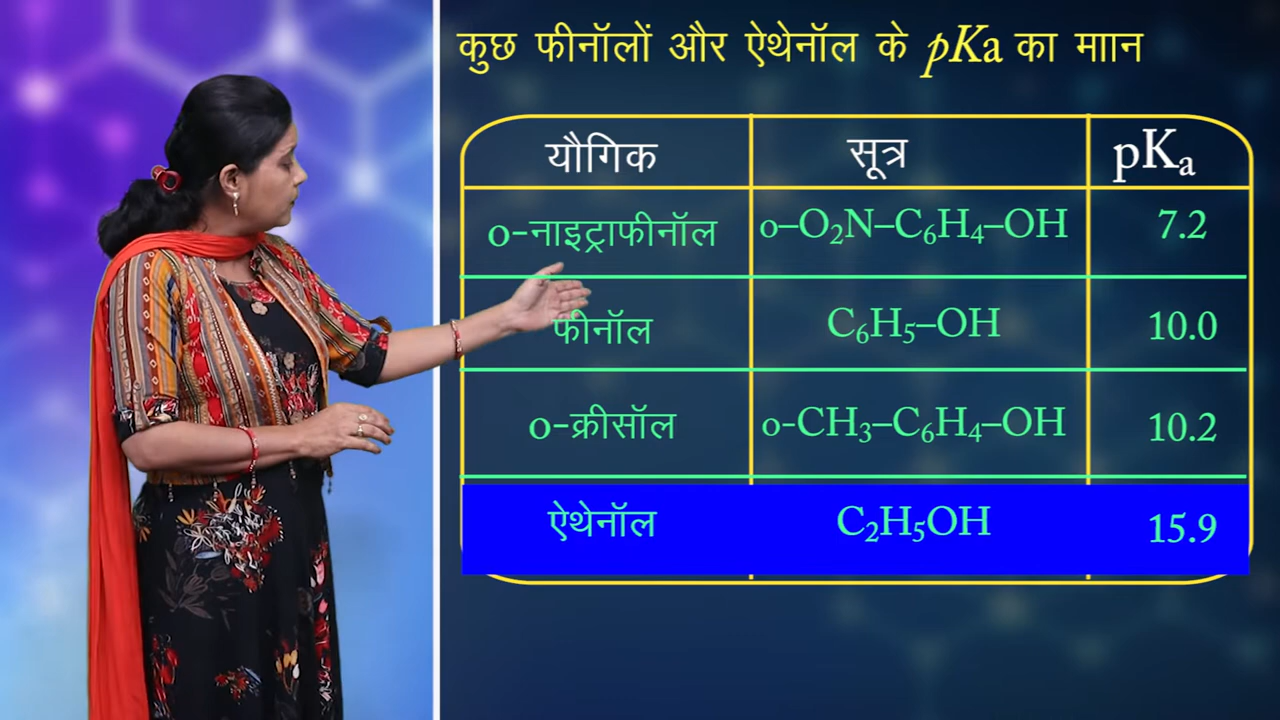 कुछ फीनॉलों और ऐथेनॉल के pKa का माान
यौगिक सूत्र pKₐ
o-नाइट्राफीनॉल o–O₂N–C₆H₄–OH 7.2
फीनॉल C₆H₅–OH 10.0
o-क्रीसॉल o-CH₃–C₆H₄–OH 10.2
ऐथेनॉल C₂H₅OH 15.9